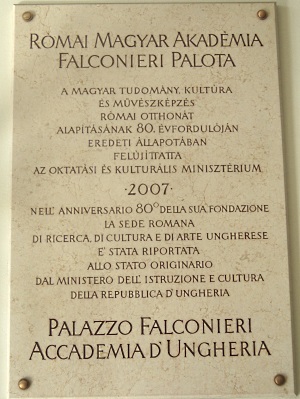 RÓMAI MAGYAR AKADÉMIA
FALCONIERI PALOTA
A MAGYAR TUDOMÁNY, KULTÚRA
ÉS MŰVÉSZKÉPZÉS
RÓMAI OTTHONÁT
ALAPÍTÁSÁNAK 80. ÉVFORDULÓJÁN
EREDETI ÁLLAPOTÁBAN
FELÚJÍTTATTA
AZ OKTATÁSI ÉS KULTURÁLIS MINISZTÉRIUM
·2007·
NELL' ANNIVERSARIO 80° DELLA SUA FONDAZIONE
LA SEDE ROMANA
DI RICERCA, DI CULTURA E DI ARTE UNGHERESE
E' STATA RIPORTATA
ALLO STATO ORIGINARIO
DAL MINISTERO DELL' ISTRUZIONE E CULTURA
DELLA REPUBBLICA D'UNGHERIA
PALAZZO FALCONIERI
ACCADEMIA D'UNGHERIA